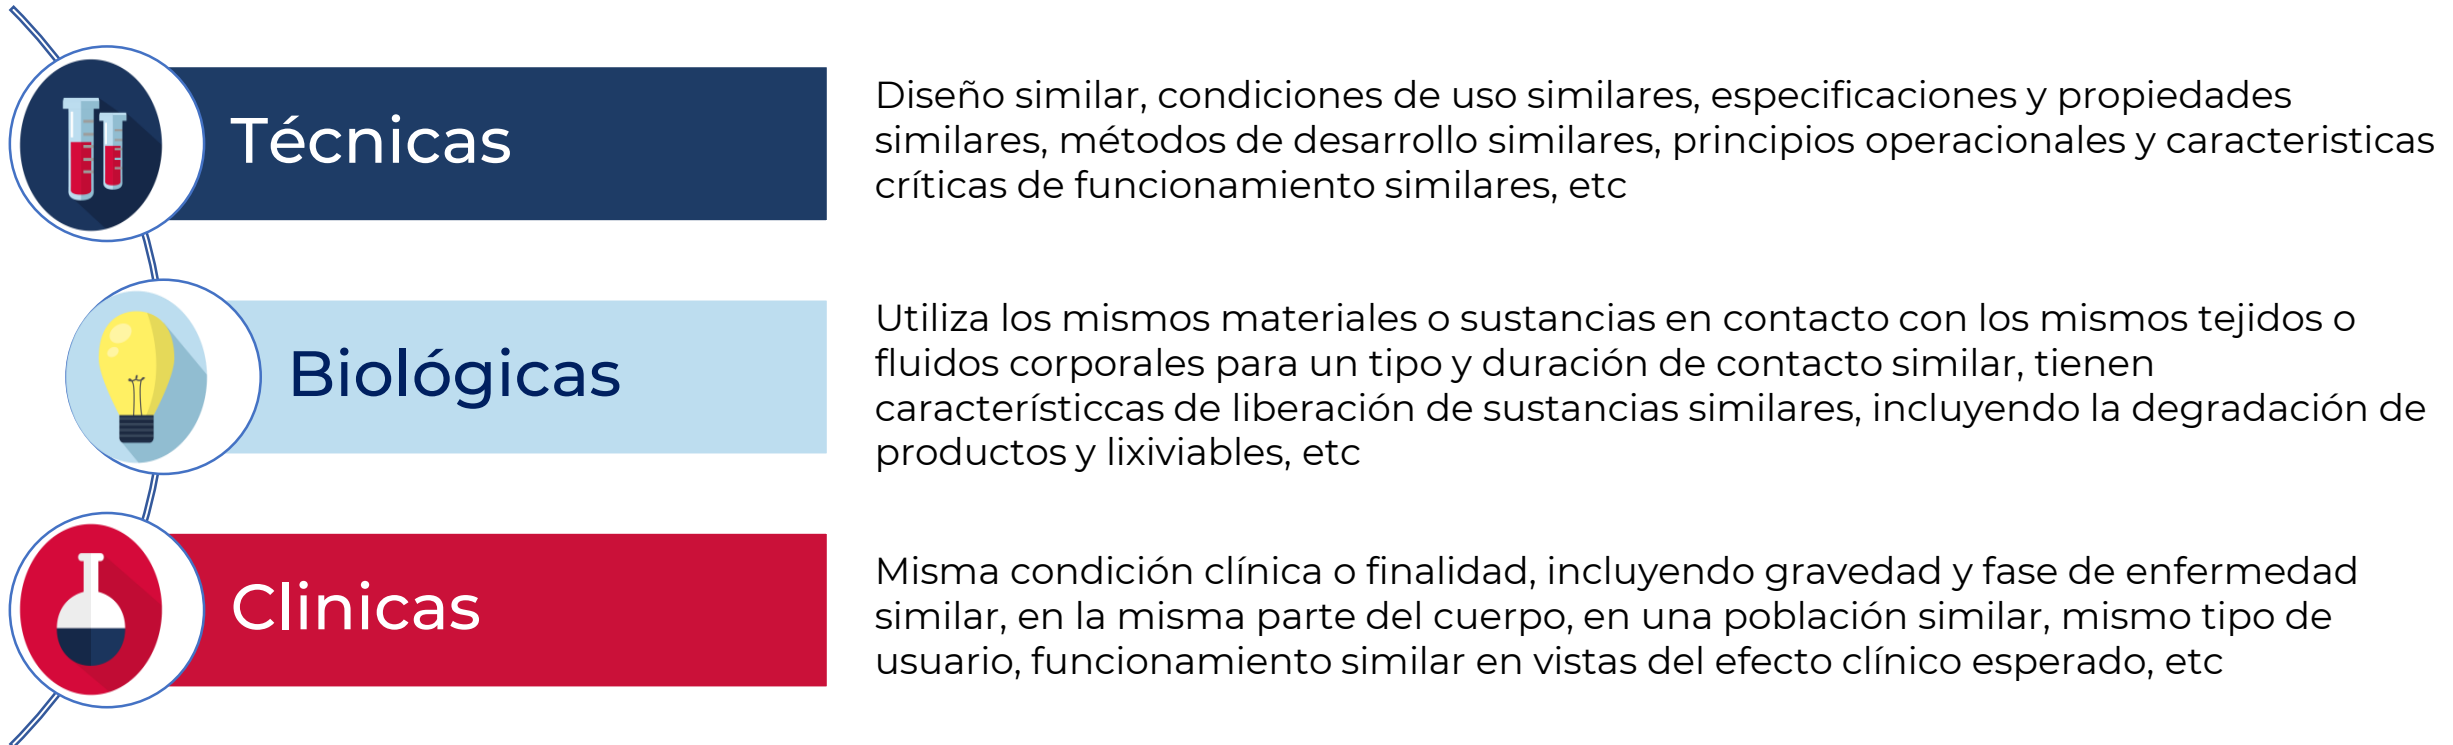 Técnicas
Diseño similar, condiciones de uso similares, especificaciones y propiedades
similares, métodos de desarrollo similares, principios operacionales y caracteristicas
críticas de funcionamiento similares, etc
Biológicas
Utiliza los mismos materiales o sustancias en contacto con los mismos tejidos o
fluidos corporales para un tipo y duración de contacto similar, tienen
característiccas de liberación de sustancias similares, incluyendo la degradación de
productos y lixiviables, etc
Clinicas
Misma condición clínica o finalidad, incluyendo gravedad y fase de enfermedad
similar, en la misma parte del cuerpo, en una población similar, mismo tipo de
usuario, funcionamiento similar en vistas del efecto clínico esperado, etc